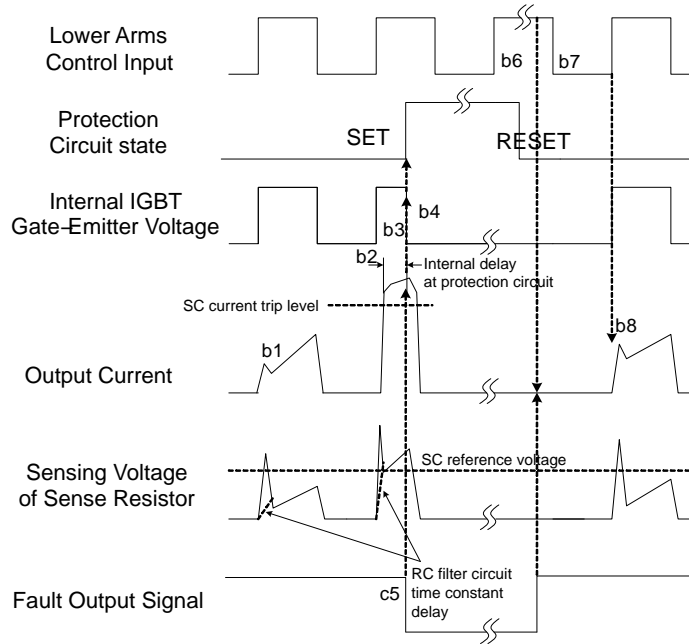 Lower Arms
Control Input
b6
b7
Protection
Circuit state
SET
RESET
Internal IGBT
Gate-Emitter Voltage
b4
b3
b2
Internal delay
at protection circuit
SC current trip level
b1
b8
Output Current
SC reference voltage
Sensing Voltage
of Sense Resistor
RC filter circuit
time constant
delay
c5
Fault Output Signal